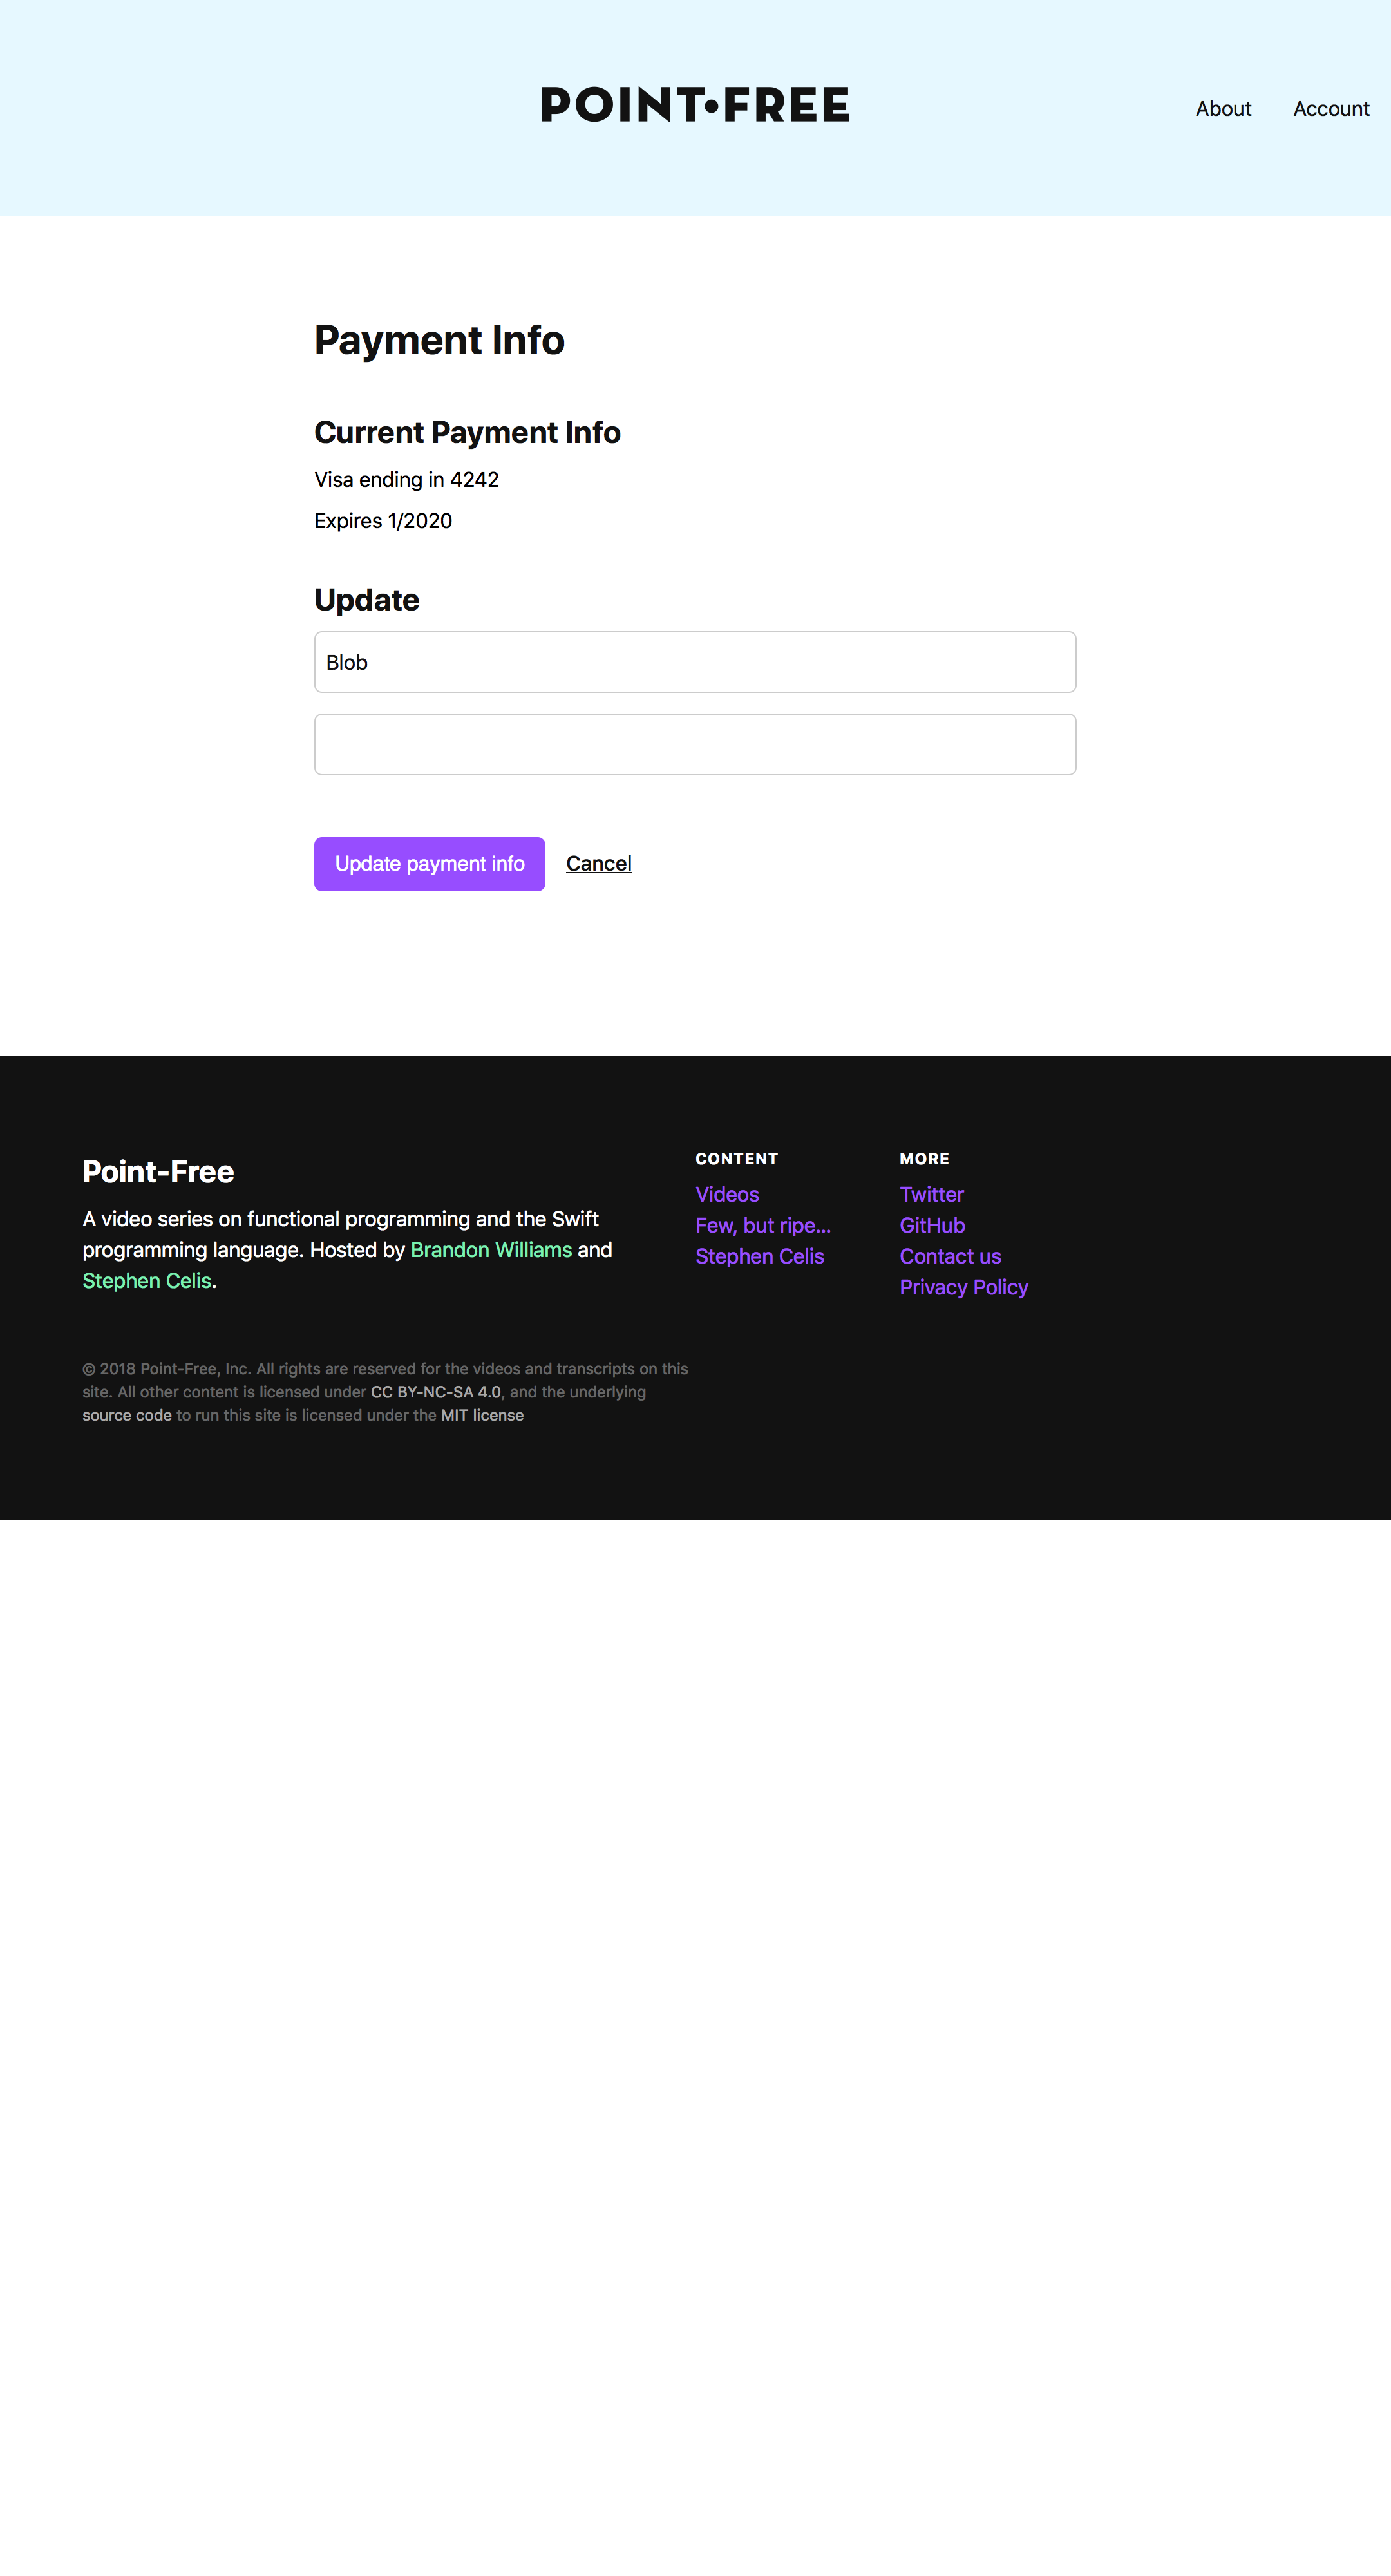 POINT•FREE
About Account
Payment Info
Current Payment Info
Visa ending in 4242
Expires 1/2020
Update
Blob
Update payment info Cancel
Point-Free
A video series on functional programming and the Swift
programming language. Hosted by Brandon Williams and
Stephen Celis.
CONTENT
Videos
Few, but ripe...
Stephen Celis
MORE
Twitter
GitHub
Contact us
Privacy Policy
© 2018 Point-Free, Inc. All rights are reserved for the videos and transcripts on this
site. All other content is licensed under CC BY-NC-SA 4.0, and the underlying
source code to run this site is licensed under the MIT license